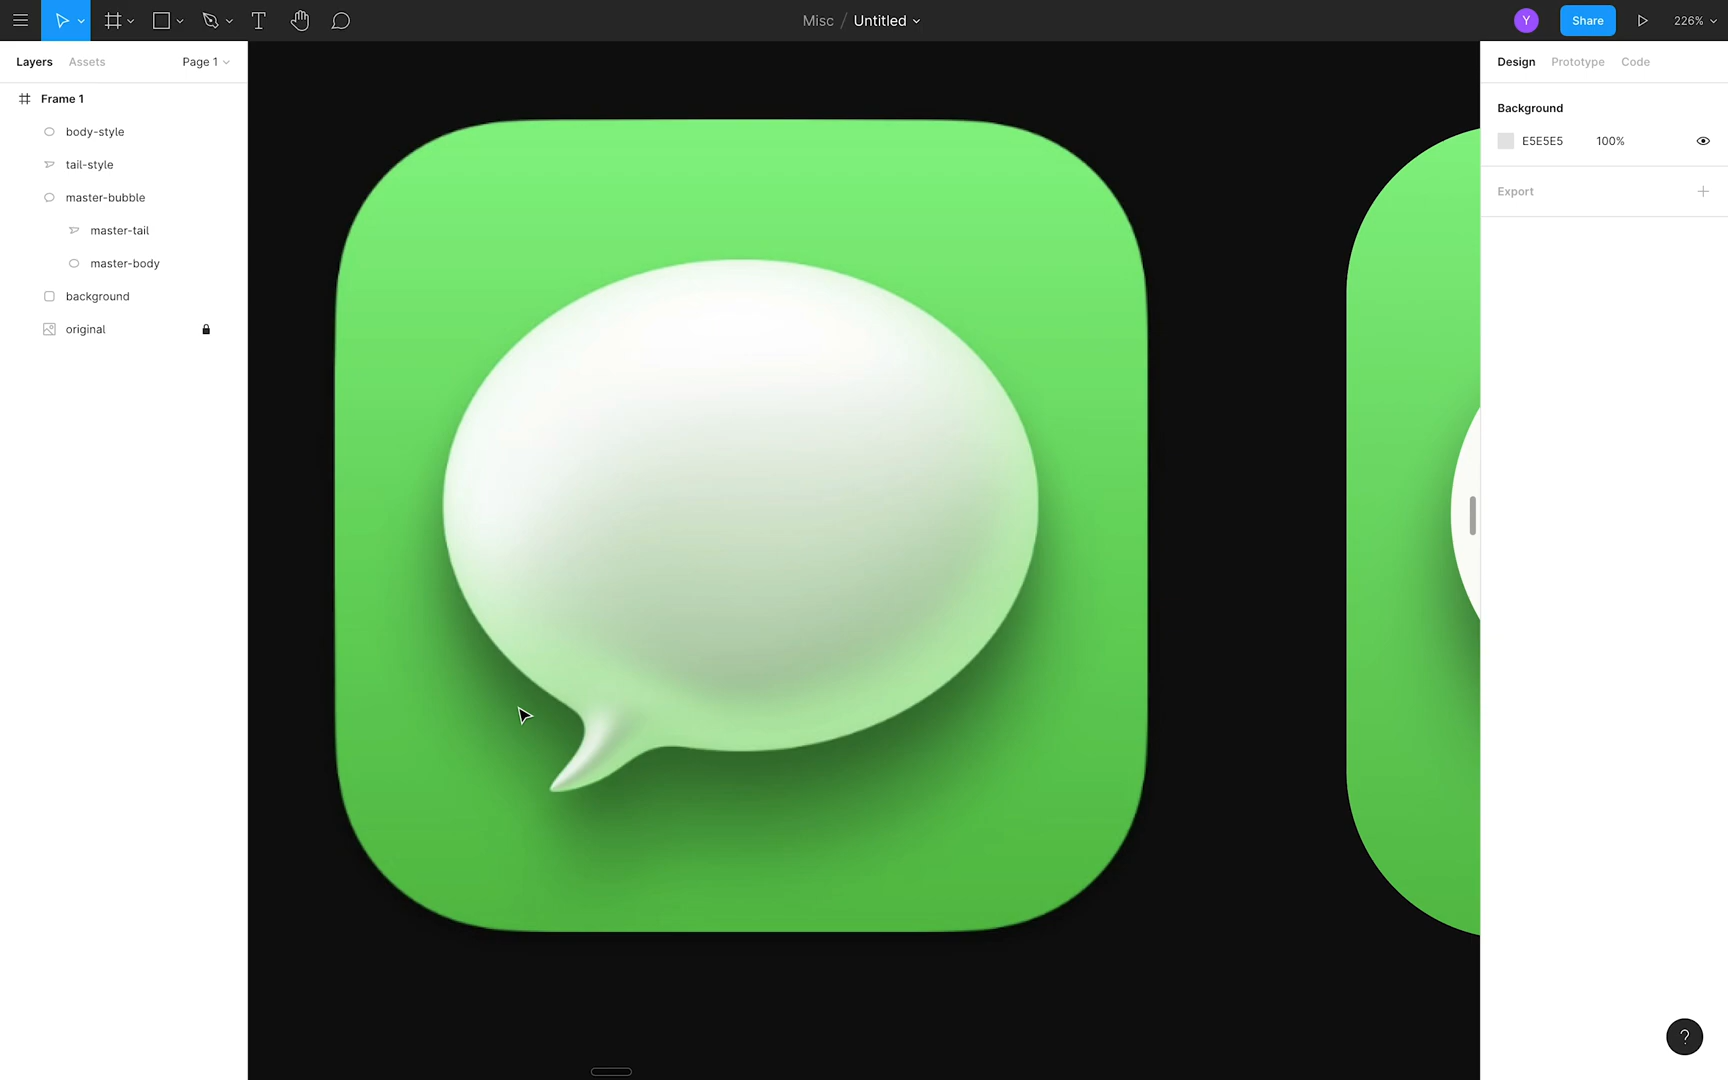 Misc / Untitled
Y
Share
226%
Layers
Assets
Page 1
Frame 1
body-style
tail-style
master-bubble
master-tail
master-body
background
original
Design
Prototype
Code
Background
E5E5E5
100%
Export
?